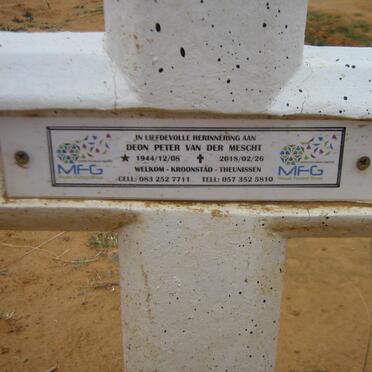 IN LIEFDEVOLLE HERINNERING AAN
DEON PETER VAN DER MESCHT
★ 1944/12/08 ✝ 2018/02/26
WELKOM - KROONSTAD - THEUNISSEN
CELL: 083 252 7711 TELL: 057 352 5810
MFG
MFG